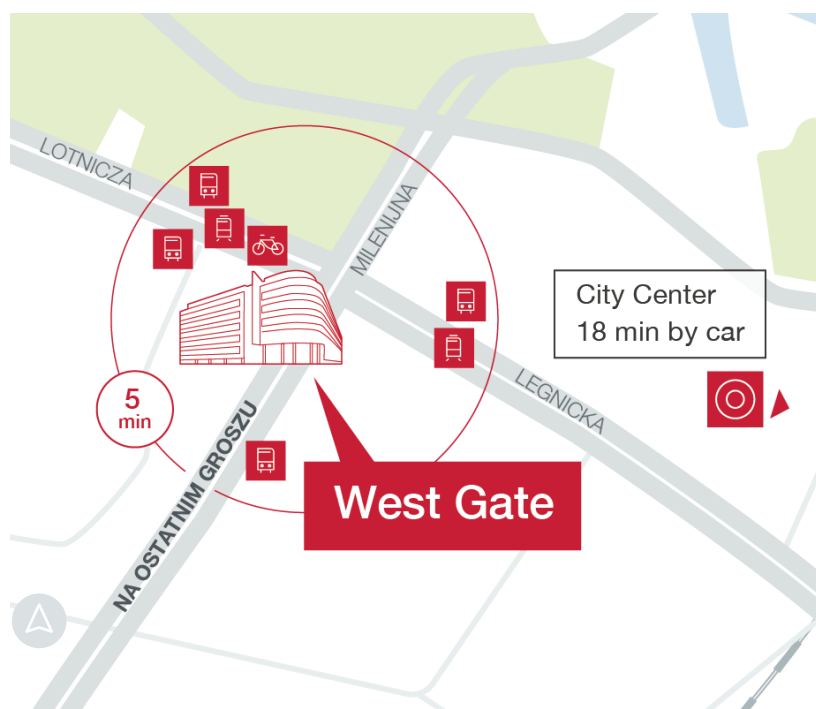 LOTNICZA
MILENIJNA
City Center
18 min by car
LEGNICKA
5
min
NA OSTATNIM GROSZU
West Gate